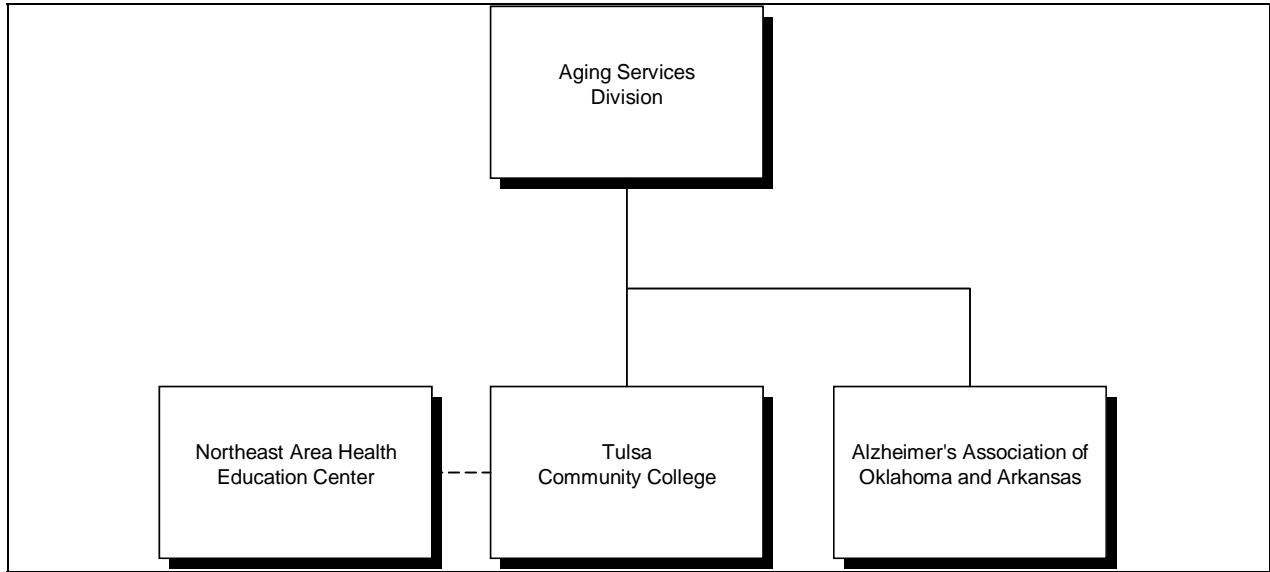 Aging Services
Division
Northeast Area Health
Education Center
Tulsa
Community College
Alzheimer's Association of
Oklahoma and Arkansas